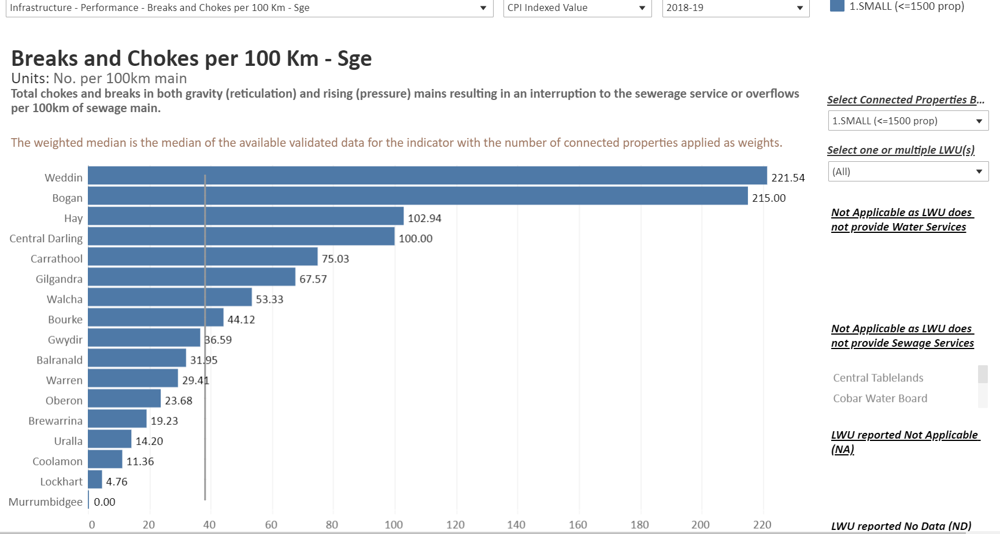 Infrastructure - Performance - Breaks and Chokes per 100 Km - Sge
CPI Indexed Value
2018-19
1.SMALL (<=1500 prop)
Breaks and Chokes per 100 Km - Sge
Units: No. per 100km main
Total chokes and breaks in both gravity (reticulation) and rising (pressure) mains resulting in an interruption to the sewerage service or overflows
per 100km of sewage main.
The weighted median is the median of the available validated data for the indicator with the number of connected properties applied as weights.
Weddin 221.54
Bogan 215.00
Hay 102.94
Central Darling 100.00
Carrathool 75.03
Gilgandra 67.57
Walcha 53.33
Bourke 44.12
Gwydir 36.59
Balranald 31.95
Warren 29.41
Oberon 23.68
Brewarrina 19.23
Uralla 14.20
Coolamon 11.36
Lockhart 4.76
Murrumbidgee 0.00
0 20 40 60 80 100 120 140 160 180 200 220
Select Connected Properties B...
1.SMALL (<=1500 prop)
Select one or multiple LWU(s)
(All)
Not Applicable as LWU does
not provide Water Services
Not Applicable as LWU does
not provide Sewage Services
Central Tablelands
Cobar Water Board
LWU reported Not Applicable
(NA)
LWU reported No Data (ND)